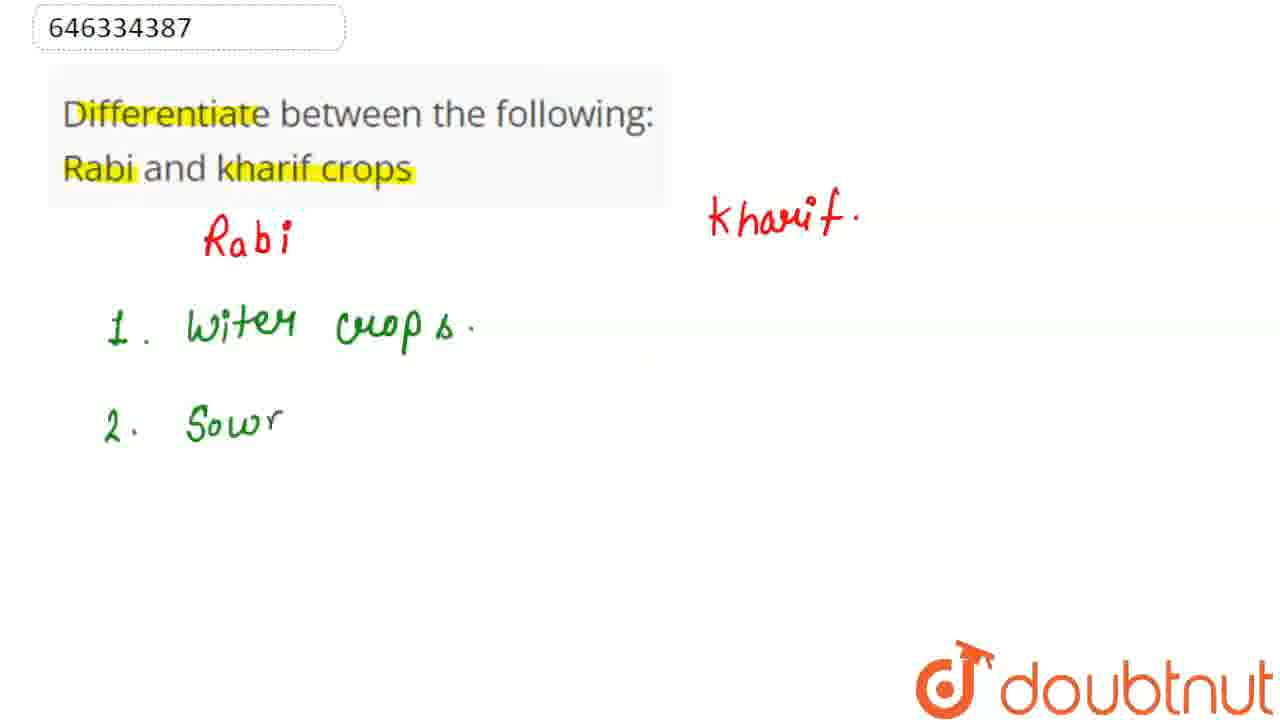 646334387
Differentiate between the following:
Rabi and kharif crops
Rabi
Kharif.
1. Witer crops.
2. Sowr
doubtnut